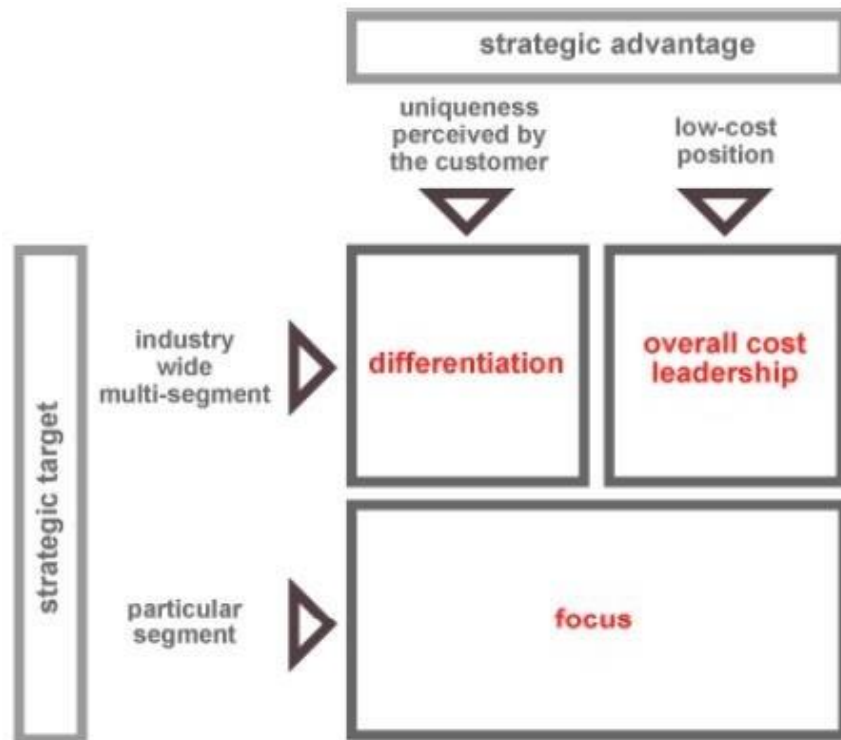 strategic advantage
uniqueness
perceived by
the customer
low-cost
position
strategic target
industry
wide
multi-segment
differentiation
overall cost
leadership
particular
segment
focus